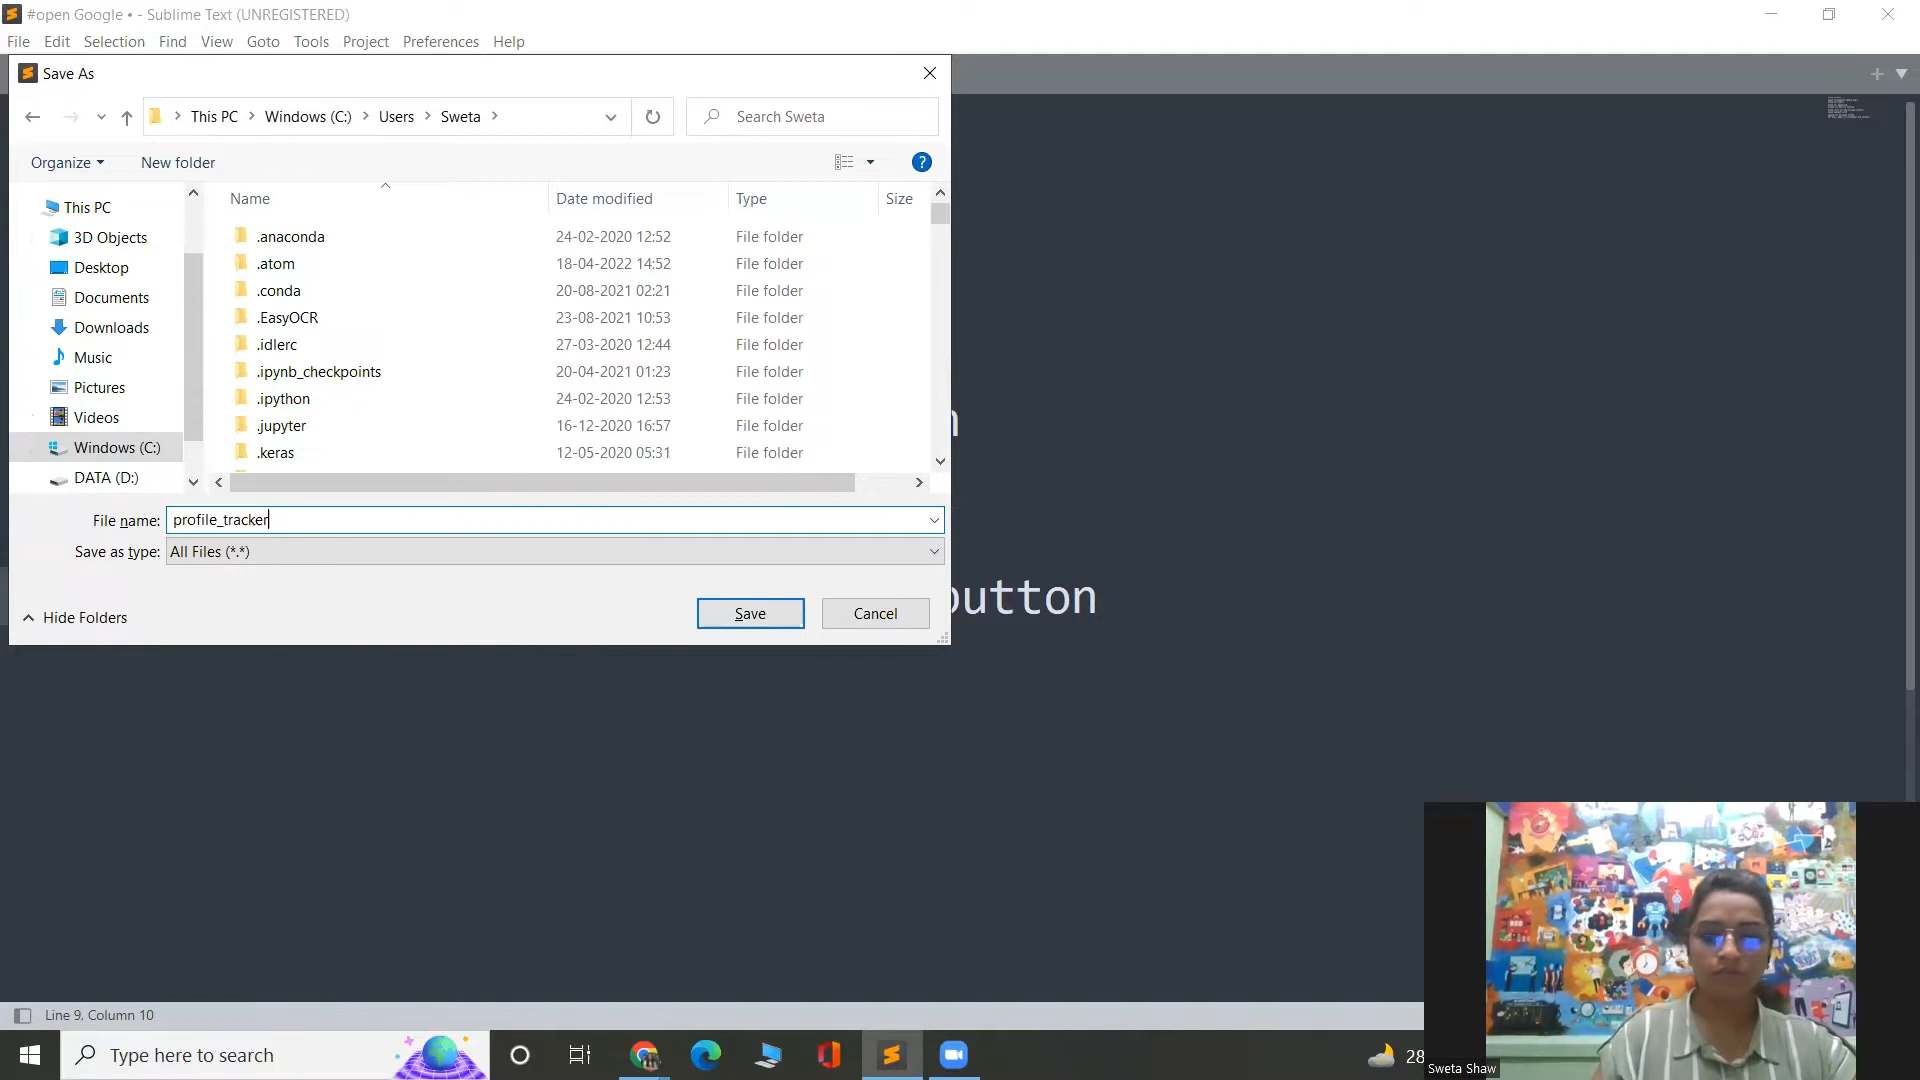 #open Google • - Sublime Text (UNREGISTERED)
File Edit Selection Find View Goto Tools Project Preferences Help
Save As
This PC > Windows (C:) > Users > Sweta >
Search Sweta
Organize
New folder
This PC
3D Objects
Desktop
Documents
Downloads
Music
Pictures
Videos
Windows (C:)
DATA (D:)
Name Date modified Type Size
.anaconda 24-02-2020 12:52 File folder
.atom 18-04-2022 14:52 File folder
.conda 20-08-2021 02:21 File folder
.EasyOCR 23-08-2021 10:53 File folder
.idlerc 27-03-2020 12:44 File folder
.ipynb_checkpoints 20-04-2021 01:23 File folder
.ipython 24-02-2020 12:53 File folder
.jupyter 16-12-2020 16:57 File folder
.keras 12-05-2020 05:31 File folder
File name: profile_tracker
Save as type: All Files (*.*)
Hide Folders
Save
Cancel
button
Line 9, Column 10
Type here to search
28
Sweta Shaw